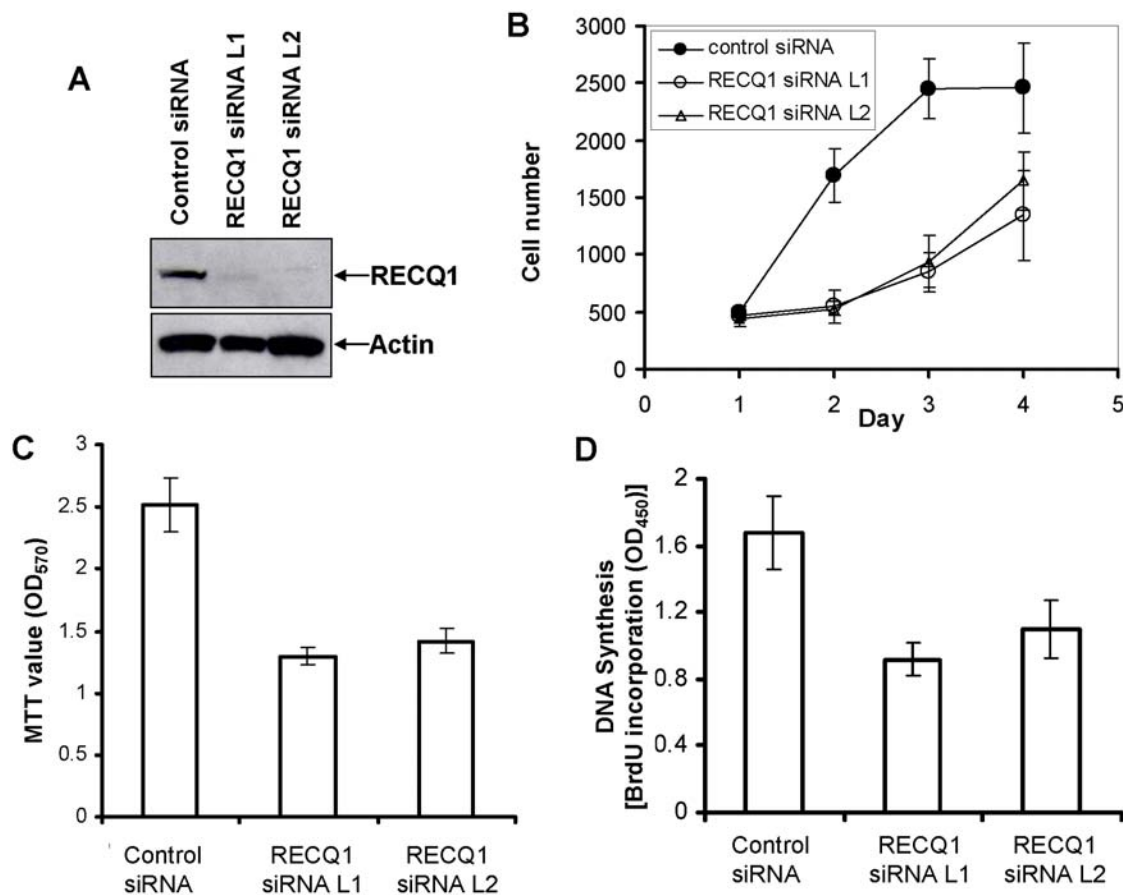 A
Control siRNA
RECQ1 siRNA L1
RECQ1 siRNA L2
RECQ1
Actin
B
control siRNA
RECQ1 siRNA L1
RECQ1 siRNA L2
Cell number
3000
2500
2000
1500
1000
500
0
0 1 2 3 4 5
Day
C
MTT value (OD570)
3
2.5
2
1.5
1
0.5
0
Control
siRNA
RECQ1
siRNA L1
RECQ1
siRNA L2
D
DNA Synthesis
[BrdU incorporation (OD450)]
2
1.6
1.2
0.8
0.4
0
Control
siRNA
RECQ1
siRNA L1
RECQ1
siRNA L2